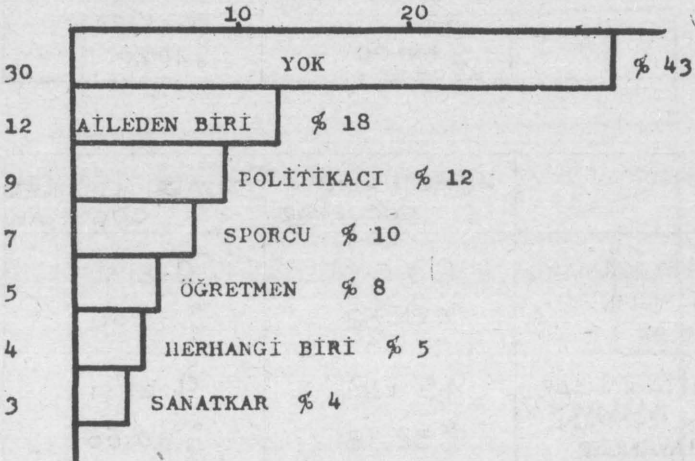 10 20
30 YOK % 43
12 AİLEDEN BİRİ % 18
9 POLİTİKACI % 12
7 SPORCU % 10
5 ÖĞRETMEN % 8
4 HERHANGİ BİRİ % 5
3 SANATKAR % 4